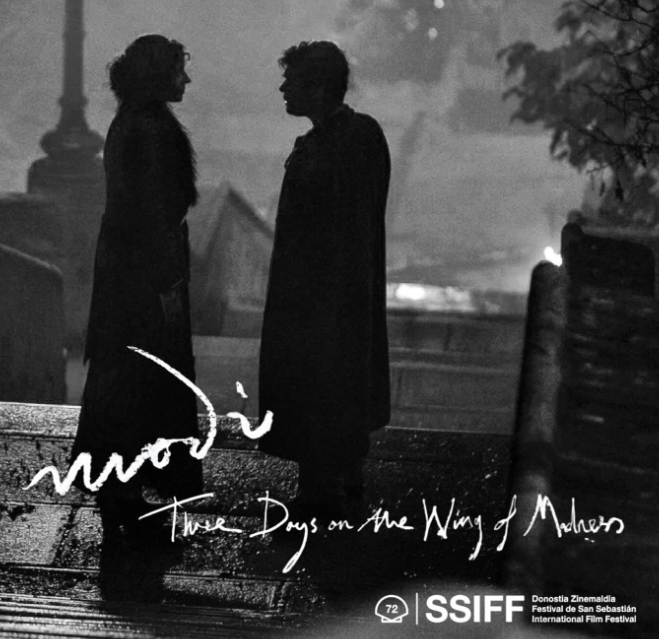 modì
Three Days on the Wing of Madness
72
SSIFF
Donostia Zinemaldia
Festival de San Sebastián
International Film Festival